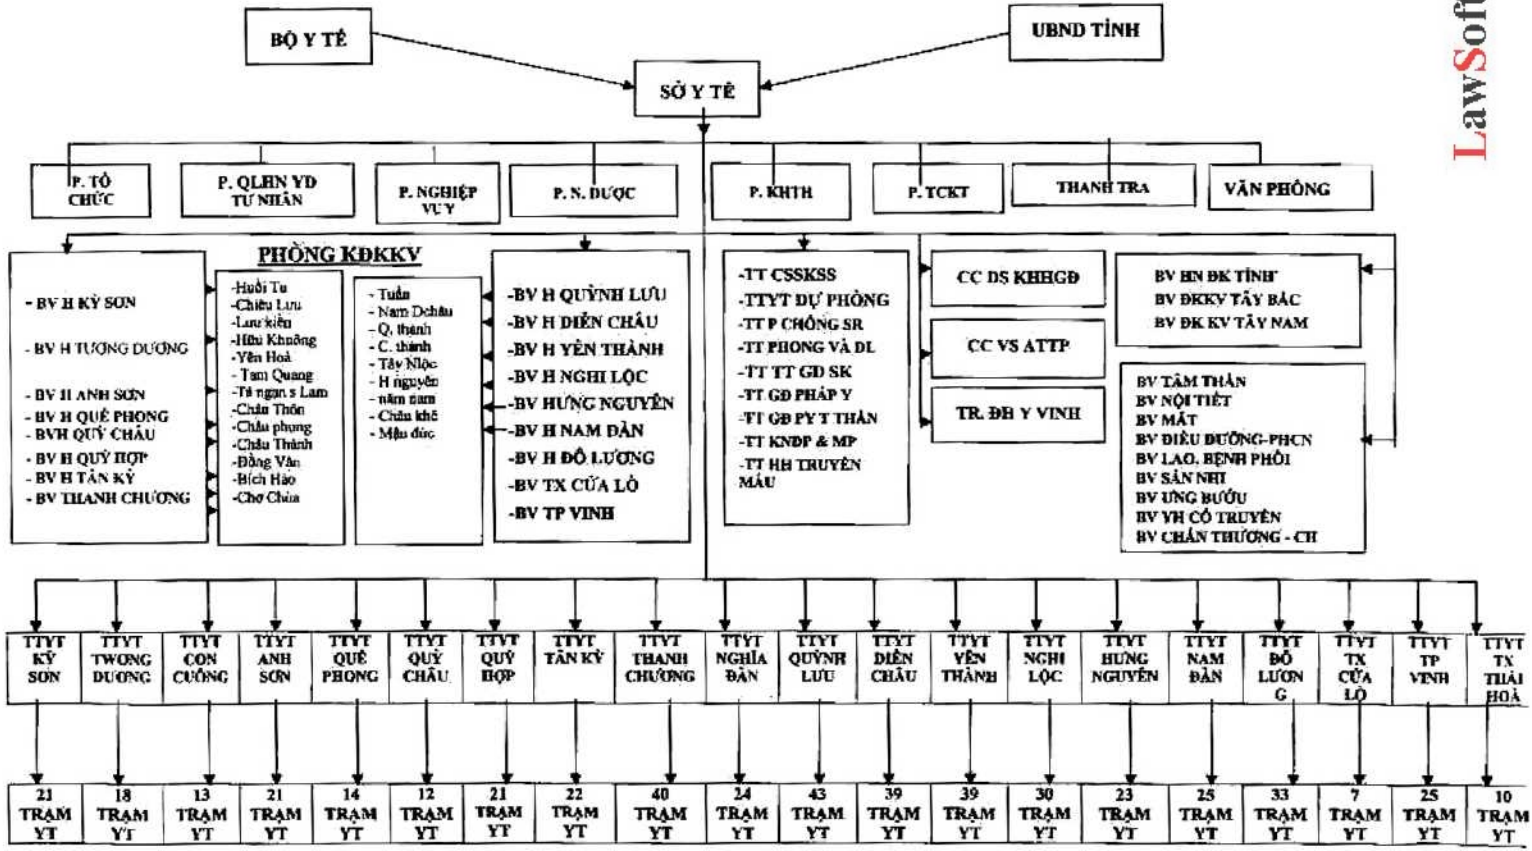 BỘ Y TẾ
UBND TỈNH
SỞ Y TẾ
LawSoft
P. TỔ
CHỨC
P. QLHN YD
TƯ NHÂN
P. NGHIỆP
VỤ Y
P. N. DƯỢC
P. KHTH
P. TCKT
THANH TRA
VĂN PHÒNG
PHÒNG KĐKKV
- BV H KỲ SƠN
- BV H TƯƠNG DƯƠNG
- BV H ANH SƠN
- BV H QUẾ PHONG
- BVH QUỲ CHÂU
- BV H QUỲ HỢP
- BV H TÂN KỲ
- BV THANH CHƯƠNG
-Huồi Tụ
-Chiêu Lưu
-Lưu kiền
-Hữu Khuông
-Yên Hoà
- Tam Quang
-Tả ngạn s Lam
-Châu Thôn
-Châu phong
-Châu Thành
-Đồng Văn
-Bích Hào
-Chợ Chùa
- Tuần
- Nam Dchâu
- Q. thành
- C. thành
- Tây Nlộc
- H nguyên
- năm nam
- Châu khê
- Mậu đức
-BV H QUỲNH LƯU
-BV H DIỄN CHÂU
-BV H YÊN THÀNH
-BV H NGHI LỘC
-BV HƯNG NGUYÊN
-BV H NAM ĐÀN
-BV H ĐÔ LƯƠNG
-BV TX CỬA LÒ
-BV TP VINH
-TT CSSKSS
-TTYT DỰ PHÒNG
-TT P CHỐNG SR
-TT PHONG VÀ DL
-TT TT GD SK
-TT GĐ PHÁP Y
-TT GĐ PY T THẦN
-TT KNDP & MP
-TT HH TRUYỀN
MÁU
CC DS KHHGĐ
CC VS ATTP
TR. ĐH Y VINH
BV HN ĐK TỈNH
BV ĐKKV TÂY BẮC
BV ĐK KV TÂY NAM
BV TÂM THẦN
BV NỘI TIẾT
BV MẮT
BV ĐIỀU DƯỠNG-PHCN
BV LAO. BỆNH PHỔI
BV SẢN NHI
BV UNG BƯỚU
BV YH CỔ TRUYỀN
BV CHẤN THƯƠNG - CH
TTYT
KỲ
SƠN
TTYT
TWONG
DƯƠNG
TTYT
CON
CUÔNG
TTYT
ANH
SƠN
TTYT
QUẾ
PHONG
TTYT
QUỲ
CHÂU
TTYT
QUỲ
HỢP
TTYT
TÂN KỲ
TTYT
THANH
CHƯƠNG
TTYT
NGHĨA
ĐÀN
TTYT
QUỲNH
LƯU
TTYT
DIỄN
CHÂU
TTYT
YÊN
THÀNH
TTYT
NGHI
LỘC
TTYT
HƯNG
NGUYÊN
TTYT
NAM
ĐÀN
TTYT
ĐÔ
LƯƠN
G
TTYT
TX
CỬA
LÒ
TTYT
TP
VINH
TTYT
TX
THÁI
HOÀ
21
TRẠM
YT
18
TRẠM
YT
13
TRẠM
YT
21
TRẠM
YT
14
TRẠM
YT
12
TRẠM
YT
21
TRẠM
YT
22
TRẠM
YT
40
TRẠM
YT
24
TRẠM
YT
43
TRẠM
YT
39
TRẠM
YT
39
TRẠM
YT
30
TRẠM
YT
23
TRẠM
YT
25
TRẠM
YT
33
TRẠM
YT
7
TRẠM
YT
25
TRẠM
YT
10
TRẠM
YT